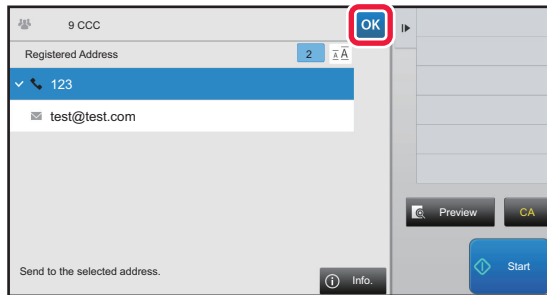 9 CCC
OK
Registered Address
2
A A
123
test@test.com
Preview
CA
Send to the selected address.
Info.
Start